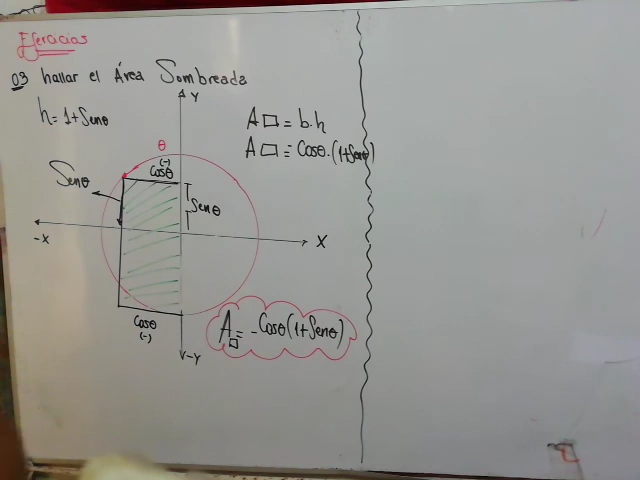 Ejercicios
03 hallar el Área Sombreada
h = 1 + Senθ
Y
A□ = b.h
A□ = Cosθ.(1+Senθ)
θ
(-)
Cosθ
Senθ
Senθ
-X
X
Cosθ
(-)
A□ = -Cosθ(1+Senθ)
-Y